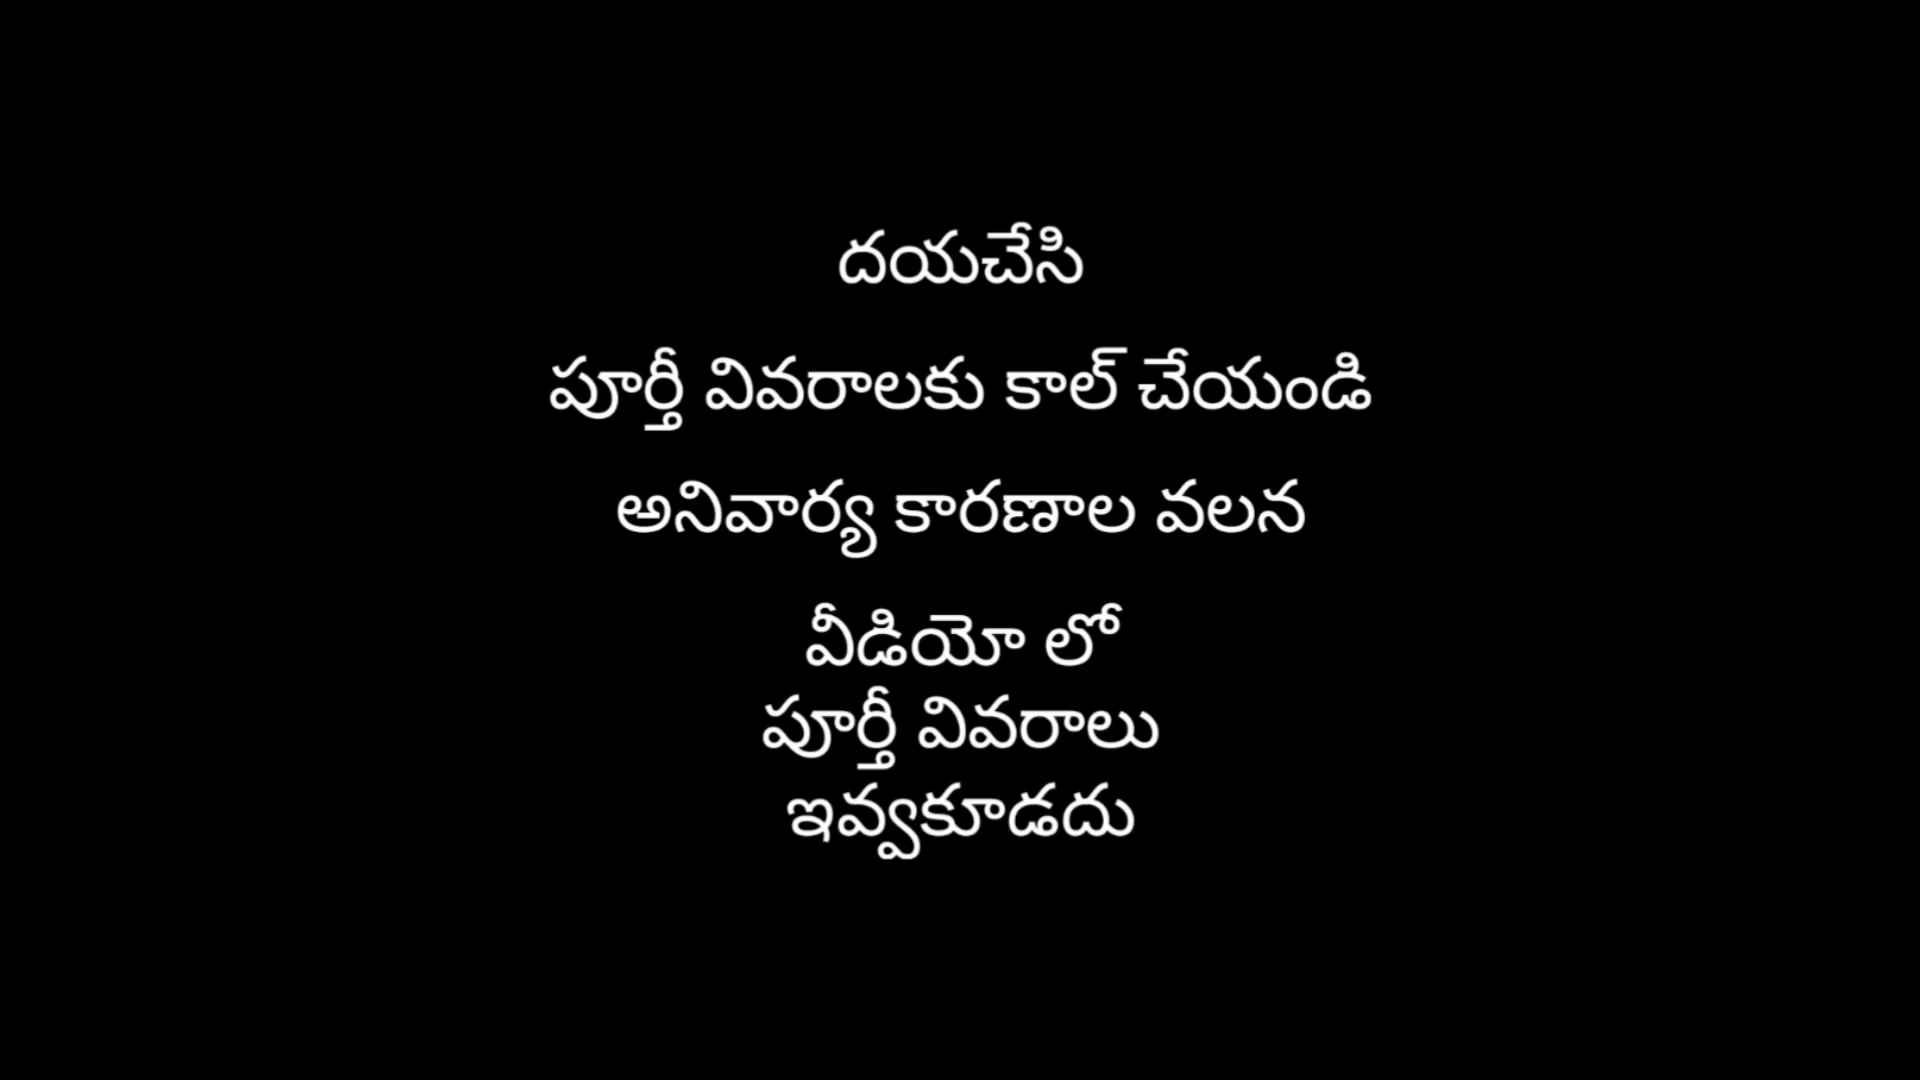 దయచేసి
పూర్తీ వివరాలకు కాల్ చేయండి
అనివార్య కారణాల వలన
వీడియో లో
పూర్తీ వివరాలు
ఇవ్వకూడదు